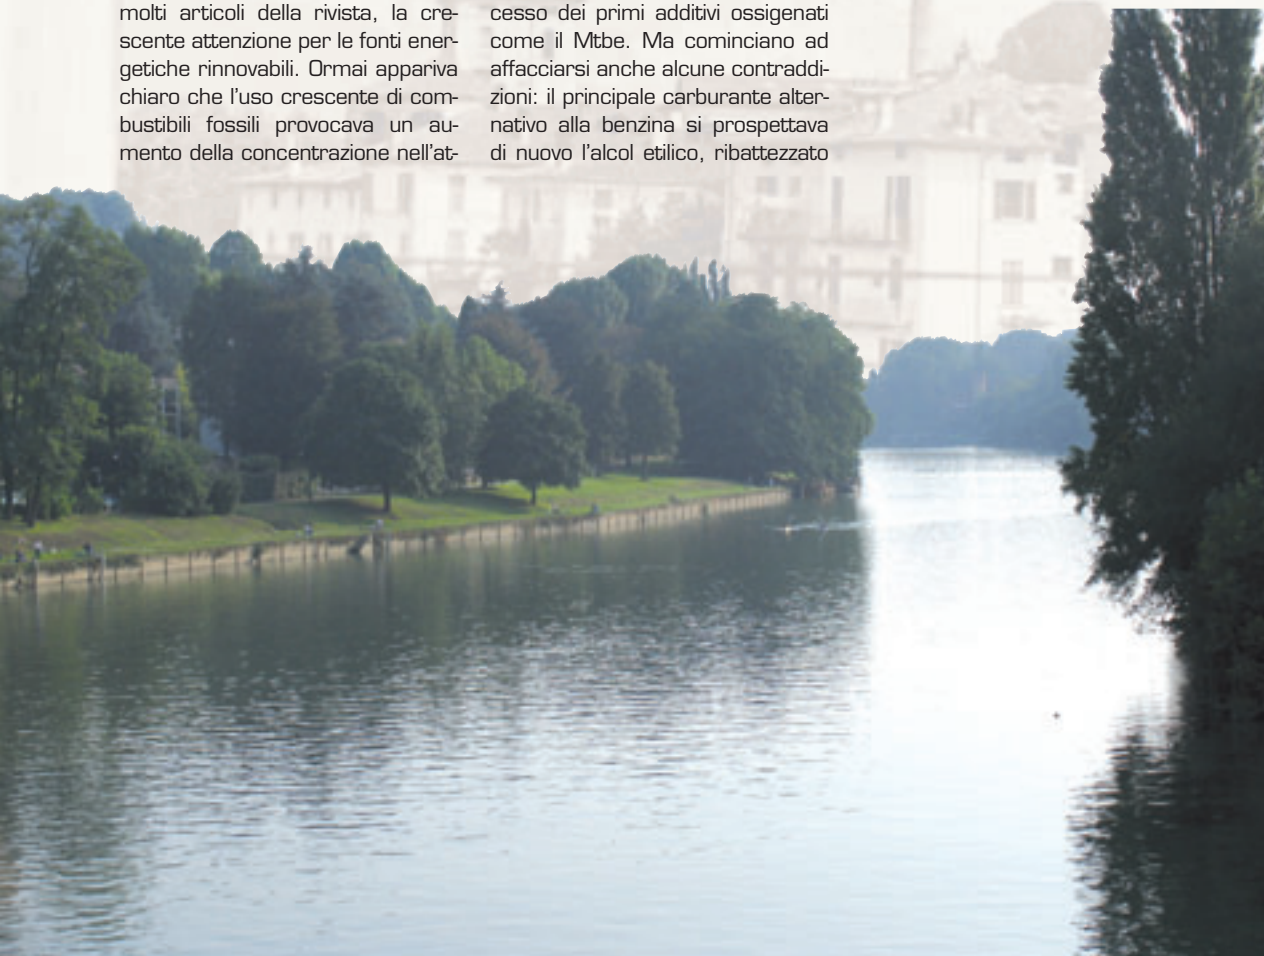 molti articoli della rivista, la cre-
scente attenzione per le fonti ener-
getiche rinnovabili. Ormai appariva
chiaro che l'uso crescente di com-
bustibili fossili provocava un au-
mento della concentrazione nell'at-
cesso dei primi additivi ossigenati
come il Mtbe. Ma cominciano ad
affacciarsi anche alcune contraddi-
zioni: il principale carburante alter-
nativo alla benzina si prospettava
di nuovo l'alcol etilico, ribattezzato